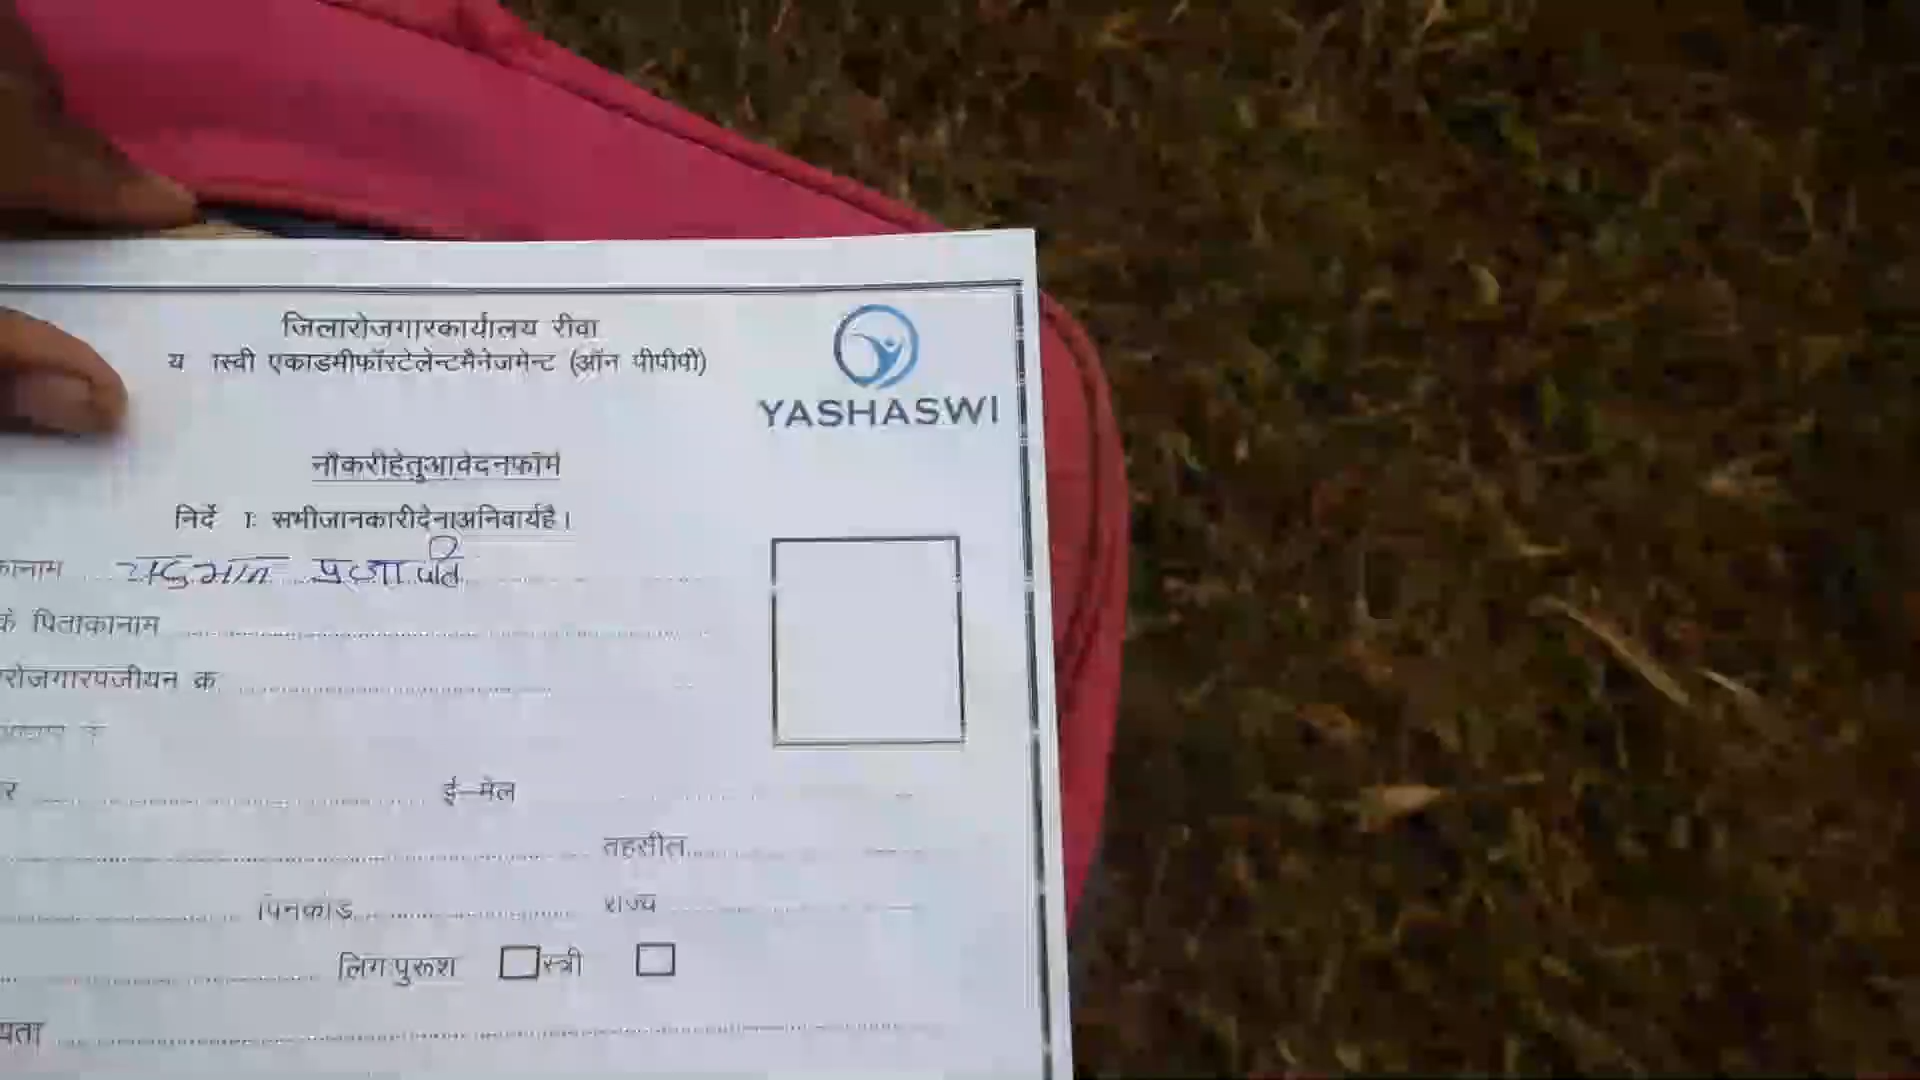 जिलारोजगारकार्यालय रीवा
य ास्वी एकाडमीफॉरटेलेन्टमैनेजमेन्ट (ऑन पीपीपी)
YASHASWI
नौकरीहेतुआवेदनफॉर्म
निर्दे ाः सभीजानकारीदेनाअनिवार्यहै।
कानाम प्रजापति
के पिताकानाम
रोजगारपंजीयन क्र
र ई-मेल
तहसील
पिनकोड राज्य
लिंग:पुरूश स्त्री
यता